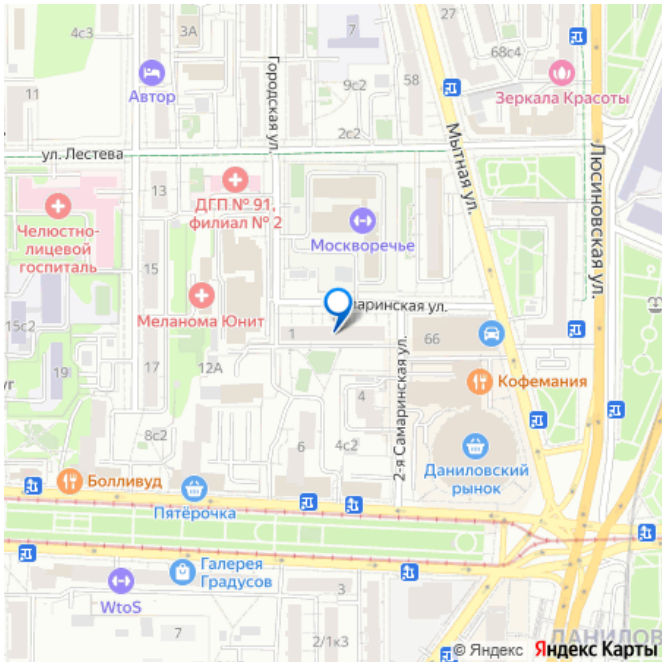 4с3
3А
7
27
68с4
11
Автор
Городская ул.
9с2
58
Зеркала Красоты
2с2
ул. Лестева
Мытная ул.
Люсиновская ул.
13
ДГП № 91,
филиал № 2
Челюстно-
лицевой
госпиталь
Москворечье
15
Меланома Юнит
аринская ул.
15с2
1
66
17
12А
19
уг
2-я Самаринская ул.
Кофемания
4
8с2
6
4с2
Даниловский
рынок
Болливуд
Пятёрочка
Галерея
Градусов
WtoS
3
7
2/1к3
ДАНИЛОВ
© Яндекс Яндекс Карты